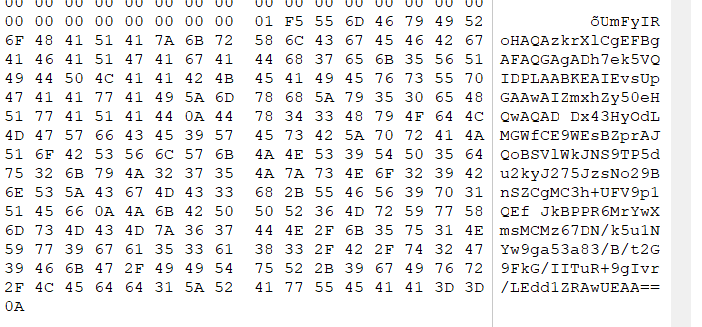 00 00 00 00 00 00 00 00 00 00 00 00 00 00 00 00
00 00 00 00 00 00 00 00 01 F5 55 6D 46 79 49 52 õUmFyIR
6F 48 41 51 41 7A 6B 72 58 6C 43 67 45 46 42 67 oHAQAzkrXlCgEFBg
41 46 41 51 47 41 67 41 44 68 37 65 6B 35 56 51 AFAQGAgADh7ek5VQ
49 44 50 4C 41 41 42 4B 45 41 49 45 76 73 55 70 IDPLAABKEAIEvsUp
47 41 41 77 41 49 5A 6D 78 68 5A 79 35 30 65 48 GAAwAIZmxhZy50eH
51 77 41 51 41 44 0A 44 78 34 33 48 79 4F 64 4C QwAQAD Dx43HyOdL
4D 47 57 66 43 45 39 57 45 73 42 5A 70 72 41 4A MGWfCE9WEsBZprAJ
51 6F 42 53 56 6C 57 6B 4A 4E 53 39 54 50 35 64 QoBSVlWkJNS9TP5d
75 32 6B 79 4A 32 37 35 4A 7A 73 4E 6F 32 39 42 u2kyJ275JzsNo29B
6E 53 5A 43 67 4D 43 33 68 2B 55 46 56 39 70 31 nSZCgMC3h+UFV9p1
51 45 66 0A 4A 6B 42 50 50 52 36 4D 72 59 77 58 QEf JkBPPR6MrYwX
6D 73 4D 43 4D 7A 36 37 44 4E 2F 6B 35 75 31 4E msMCMz67DN/k5u1N
59 77 39 67 61 35 33 61 38 33 2F 42 2F 74 32 47 Yw9ga53a83/B/t2G
39 46 6B 47 2F 49 49 54 75 52 2B 39 67 49 76 72 9FkG/IITuR+9gIvr
2F 4C 45 64 64 31 5A 52 41 77 55 45 41 41 3D 3D /LEdd1ZRAwUEAA==
0A